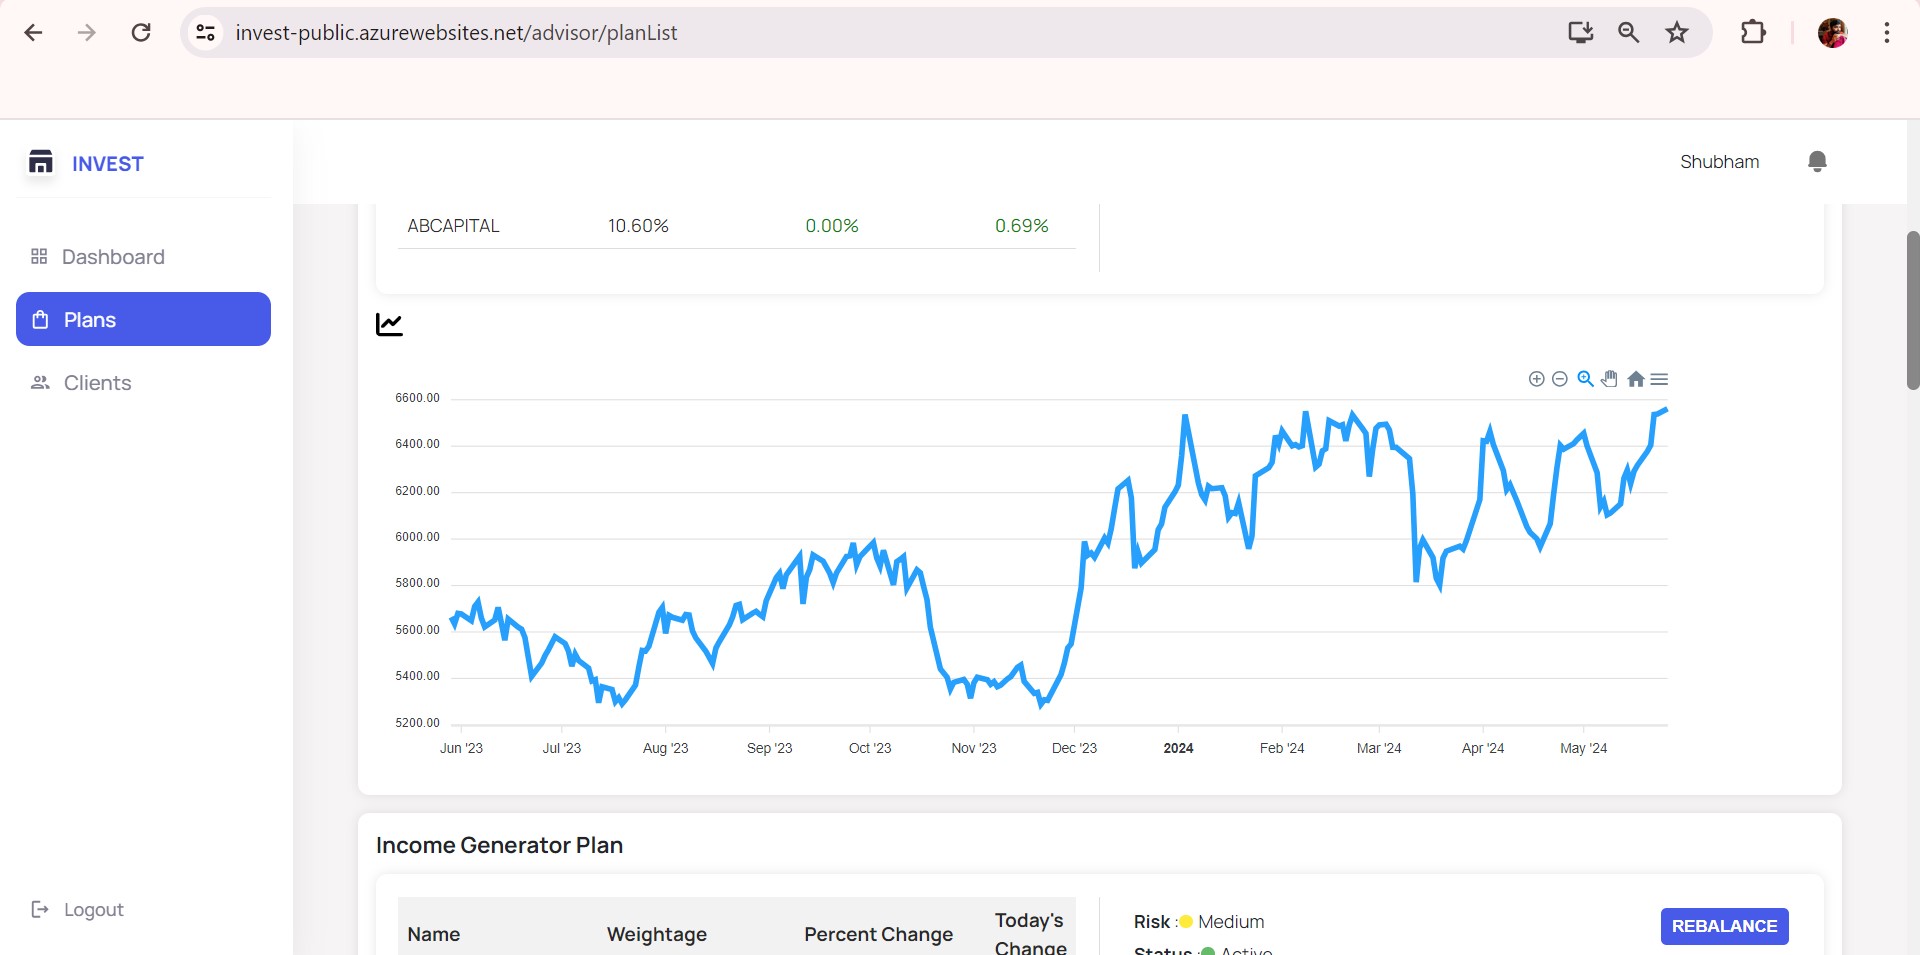 invest-public.azurewebsites.net/advisor/planList
INVEST
Shubham
Dashboard
Plans
Clients
Logout
ABCAPITAL 10.60% 0.00% 0.69%
6600.00
6400.00
6200.00
6000.00
5800.00
5600.00
5400.00
5200.00
Jun '23 Jul '23 Aug '23 Sep '23 Oct '23 Nov '23 Dec '23 2024 Feb '24 Mar '24 Apr '24 May '24
Income Generator Plan
Name Weightage Percent Change Today's Change
Risk : Medium
Status : Active
REBALANCE